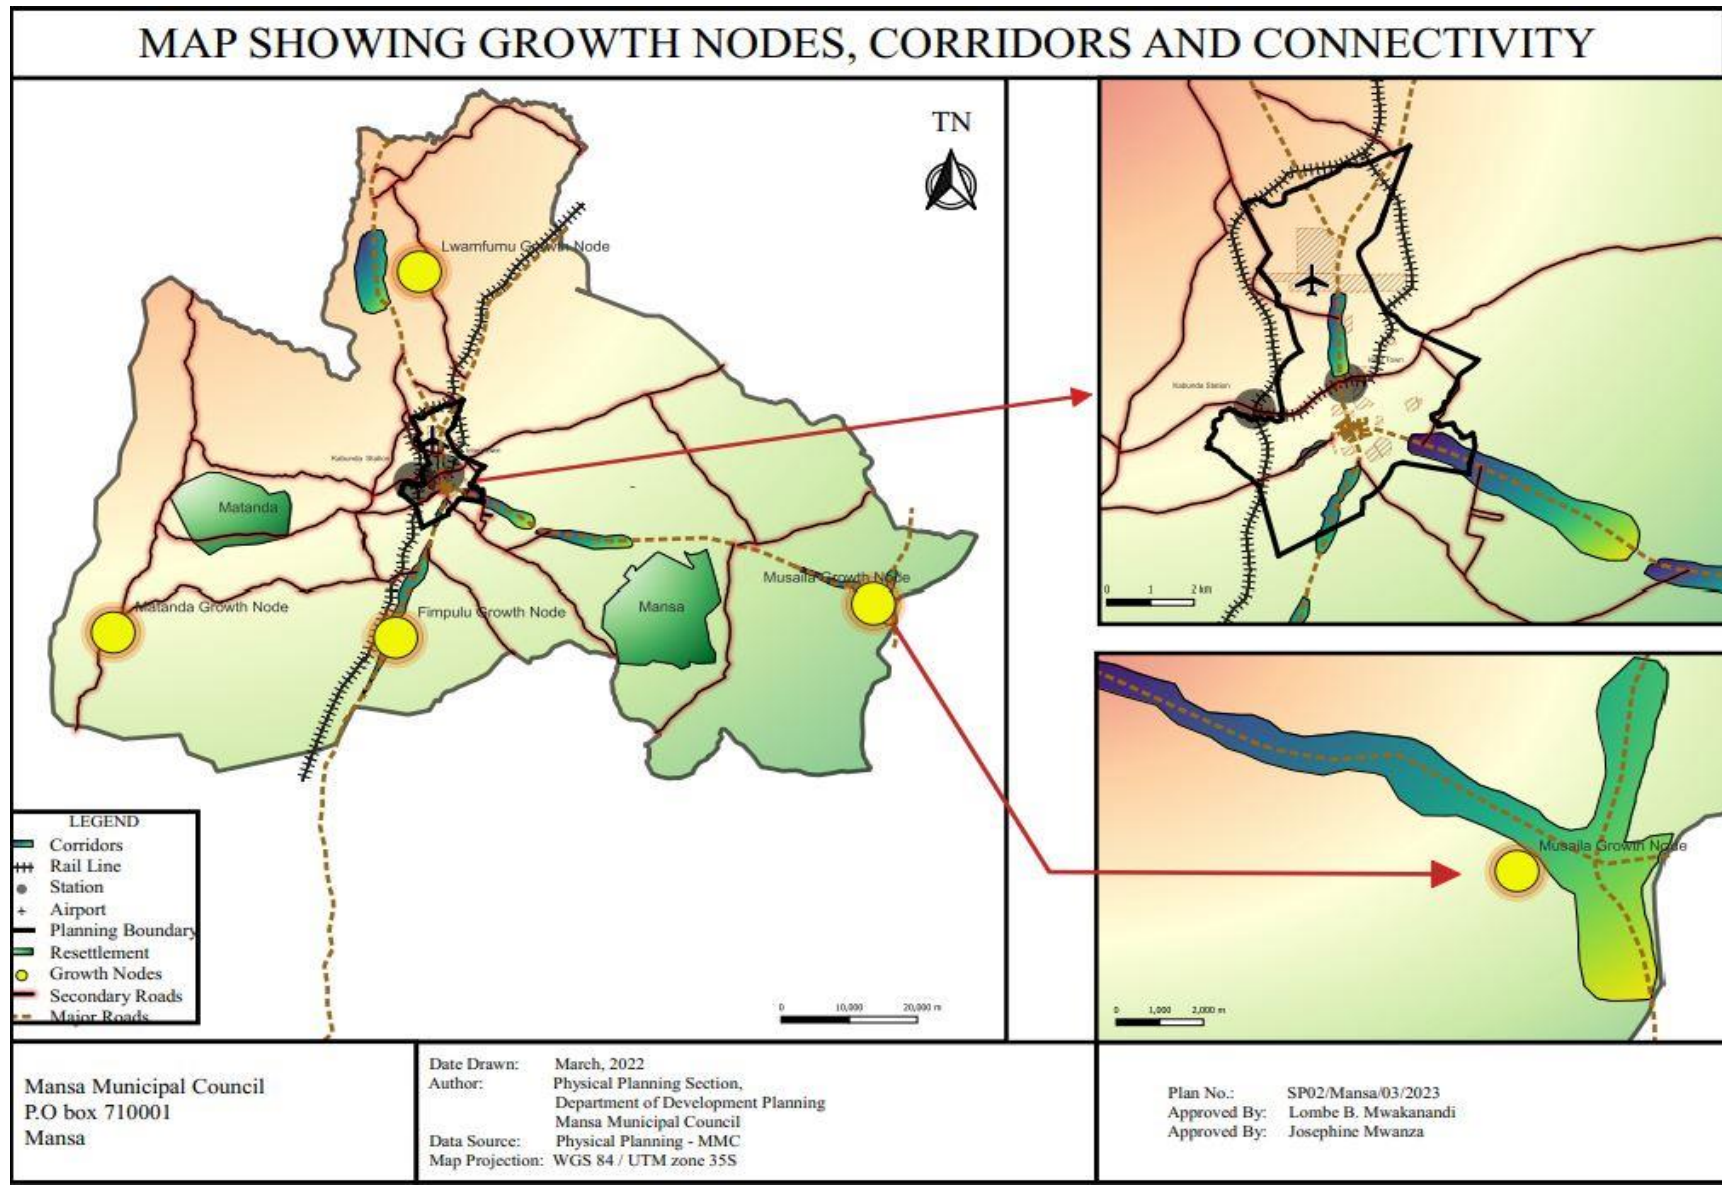 MAP SHOWING GROWTH NODES, CORRIDORS AND CONNECTIVITY
TN
Lwamfumu Growth Node
Kabunda Station
Matanda
Matanda Growth Node
Fimpulu Growth Node
Mansa
Musaila Growth Node
0 10,000 20,000 m
LEGEND
Corridors
Rail Line
Station
Airport
Planning Boundary
Resettlement
Growth Nodes
Secondary Roads
Major Roads
Kabunda Station
0 1 2 km
Musaila Growth Node
0 1,000 2,000 m
Mansa Municipal Council
P.O box 710001
Mansa
Date Drawn: March, 2022
Author: Physical Planning Section,
Department of Development Planning
Mansa Municipal Council
Data Source: Physical Planning - MMC
Map Projection: WGS 84 / UTM zone 35S
Plan No.: SP02/Mansa/03/2023
Approved By: Lombe B. Mwakanandi
Approved By: Josephine Mwanza